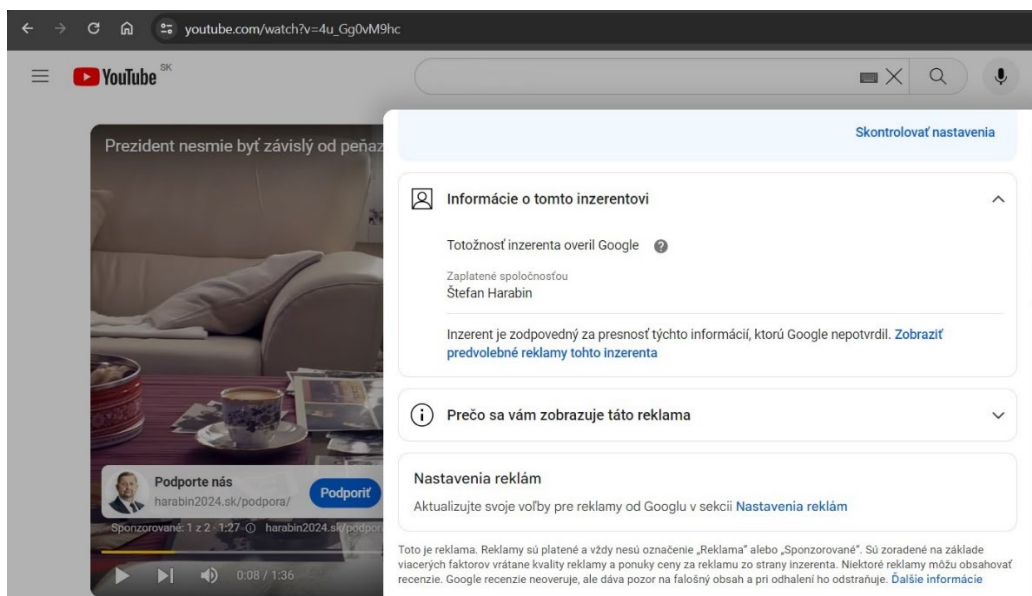 youtube.com/watch?v=4u_Gg0vM9hc
YouTube SK
Prezident nesmie byť závislý od peňaz
Skontrolovať nastavenia
Informácie o tomto inzerentovi
Totožnosť inzerenta overil Google
Zaplatené spoločnosťou
Štefan Harabin
Inzerent je zodpovedný za presnosť týchto informácií, ktorú Google nepotvrdil. Zobraziť
predvolebné reklamy tohto inzerenta
Prečo sa vám zobrazuje táto reklama
Podporte nás
harabin2024.sk/podpora/
Podporiť
Sponzorované: 1 z 2 · 1:27 harabin2024.sk/podpor
0:08 / 1:36
Nastavenia reklám
Aktualizujte svoje voľby pre reklamy od Googlu v sekcii Nastavenia reklám
Toto je reklama. Reklamy sú platené a vždy nesú označenie „Reklama" alebo „Sponzorované". Sú zoradené na základe
viacerých faktorov vrátane kvality reklamy a ponuky ceny za reklamu zo strany inzerenta. Niektoré reklamy môžu obsahovať
recenzie. Google recenzie neoveruje, ale dáva pozor na falošný obsah a pri odhalení ho odstraňuje. Ďalšie informácie